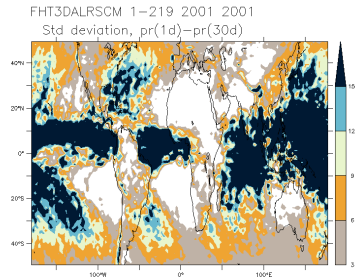 FHT3DALRSCM 1-219 2001 2001
Std deviation, pr(1d)-pr(30d)
40°N
20°N
0°
20°S
40°S
100°W
0°
100°E
15
12
9
6
3